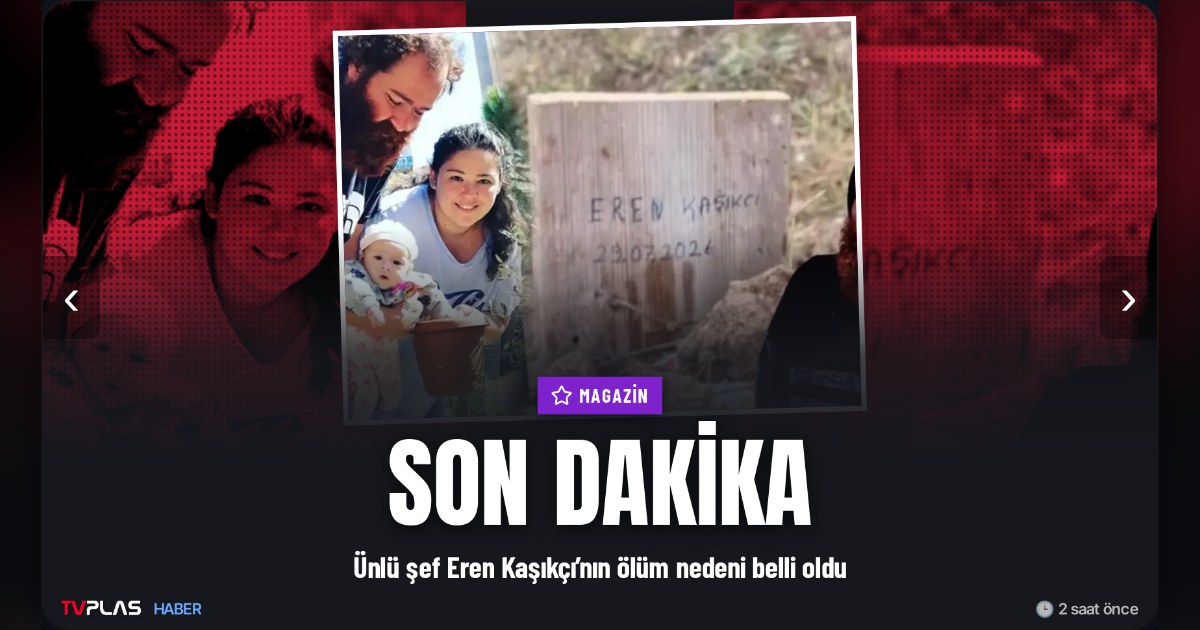 EREN KAŞIKCI
29.07.2026
MAGAZİN
SON DAKİKA
Ünlü şef Eren Kaşıkçı'nın ölüm nedeni belli oldu
TVPLAS HABER
2 saat önce